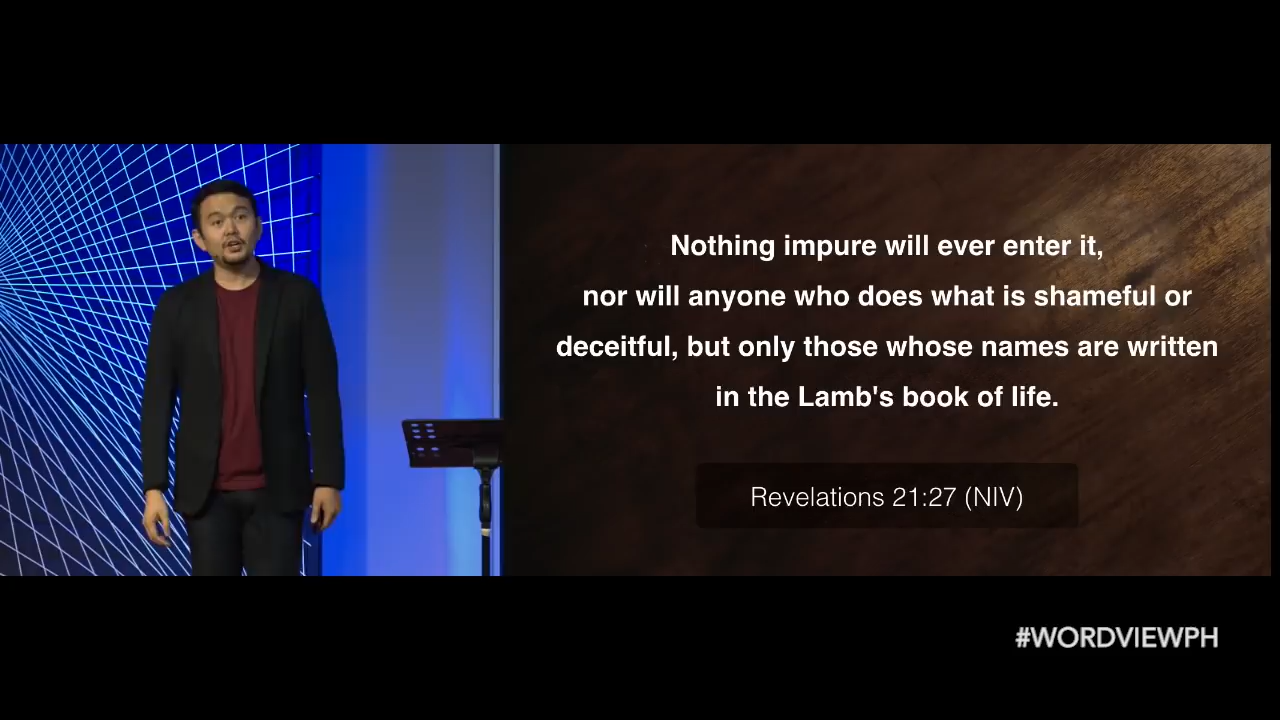 Nothing impure will ever enter it,
nor will anyone who does what is shameful or
deceitful, but only those whose names are written
in the Lamb's book of life.
Revelations 21:27 (NIV)
#WORDVIEWPH